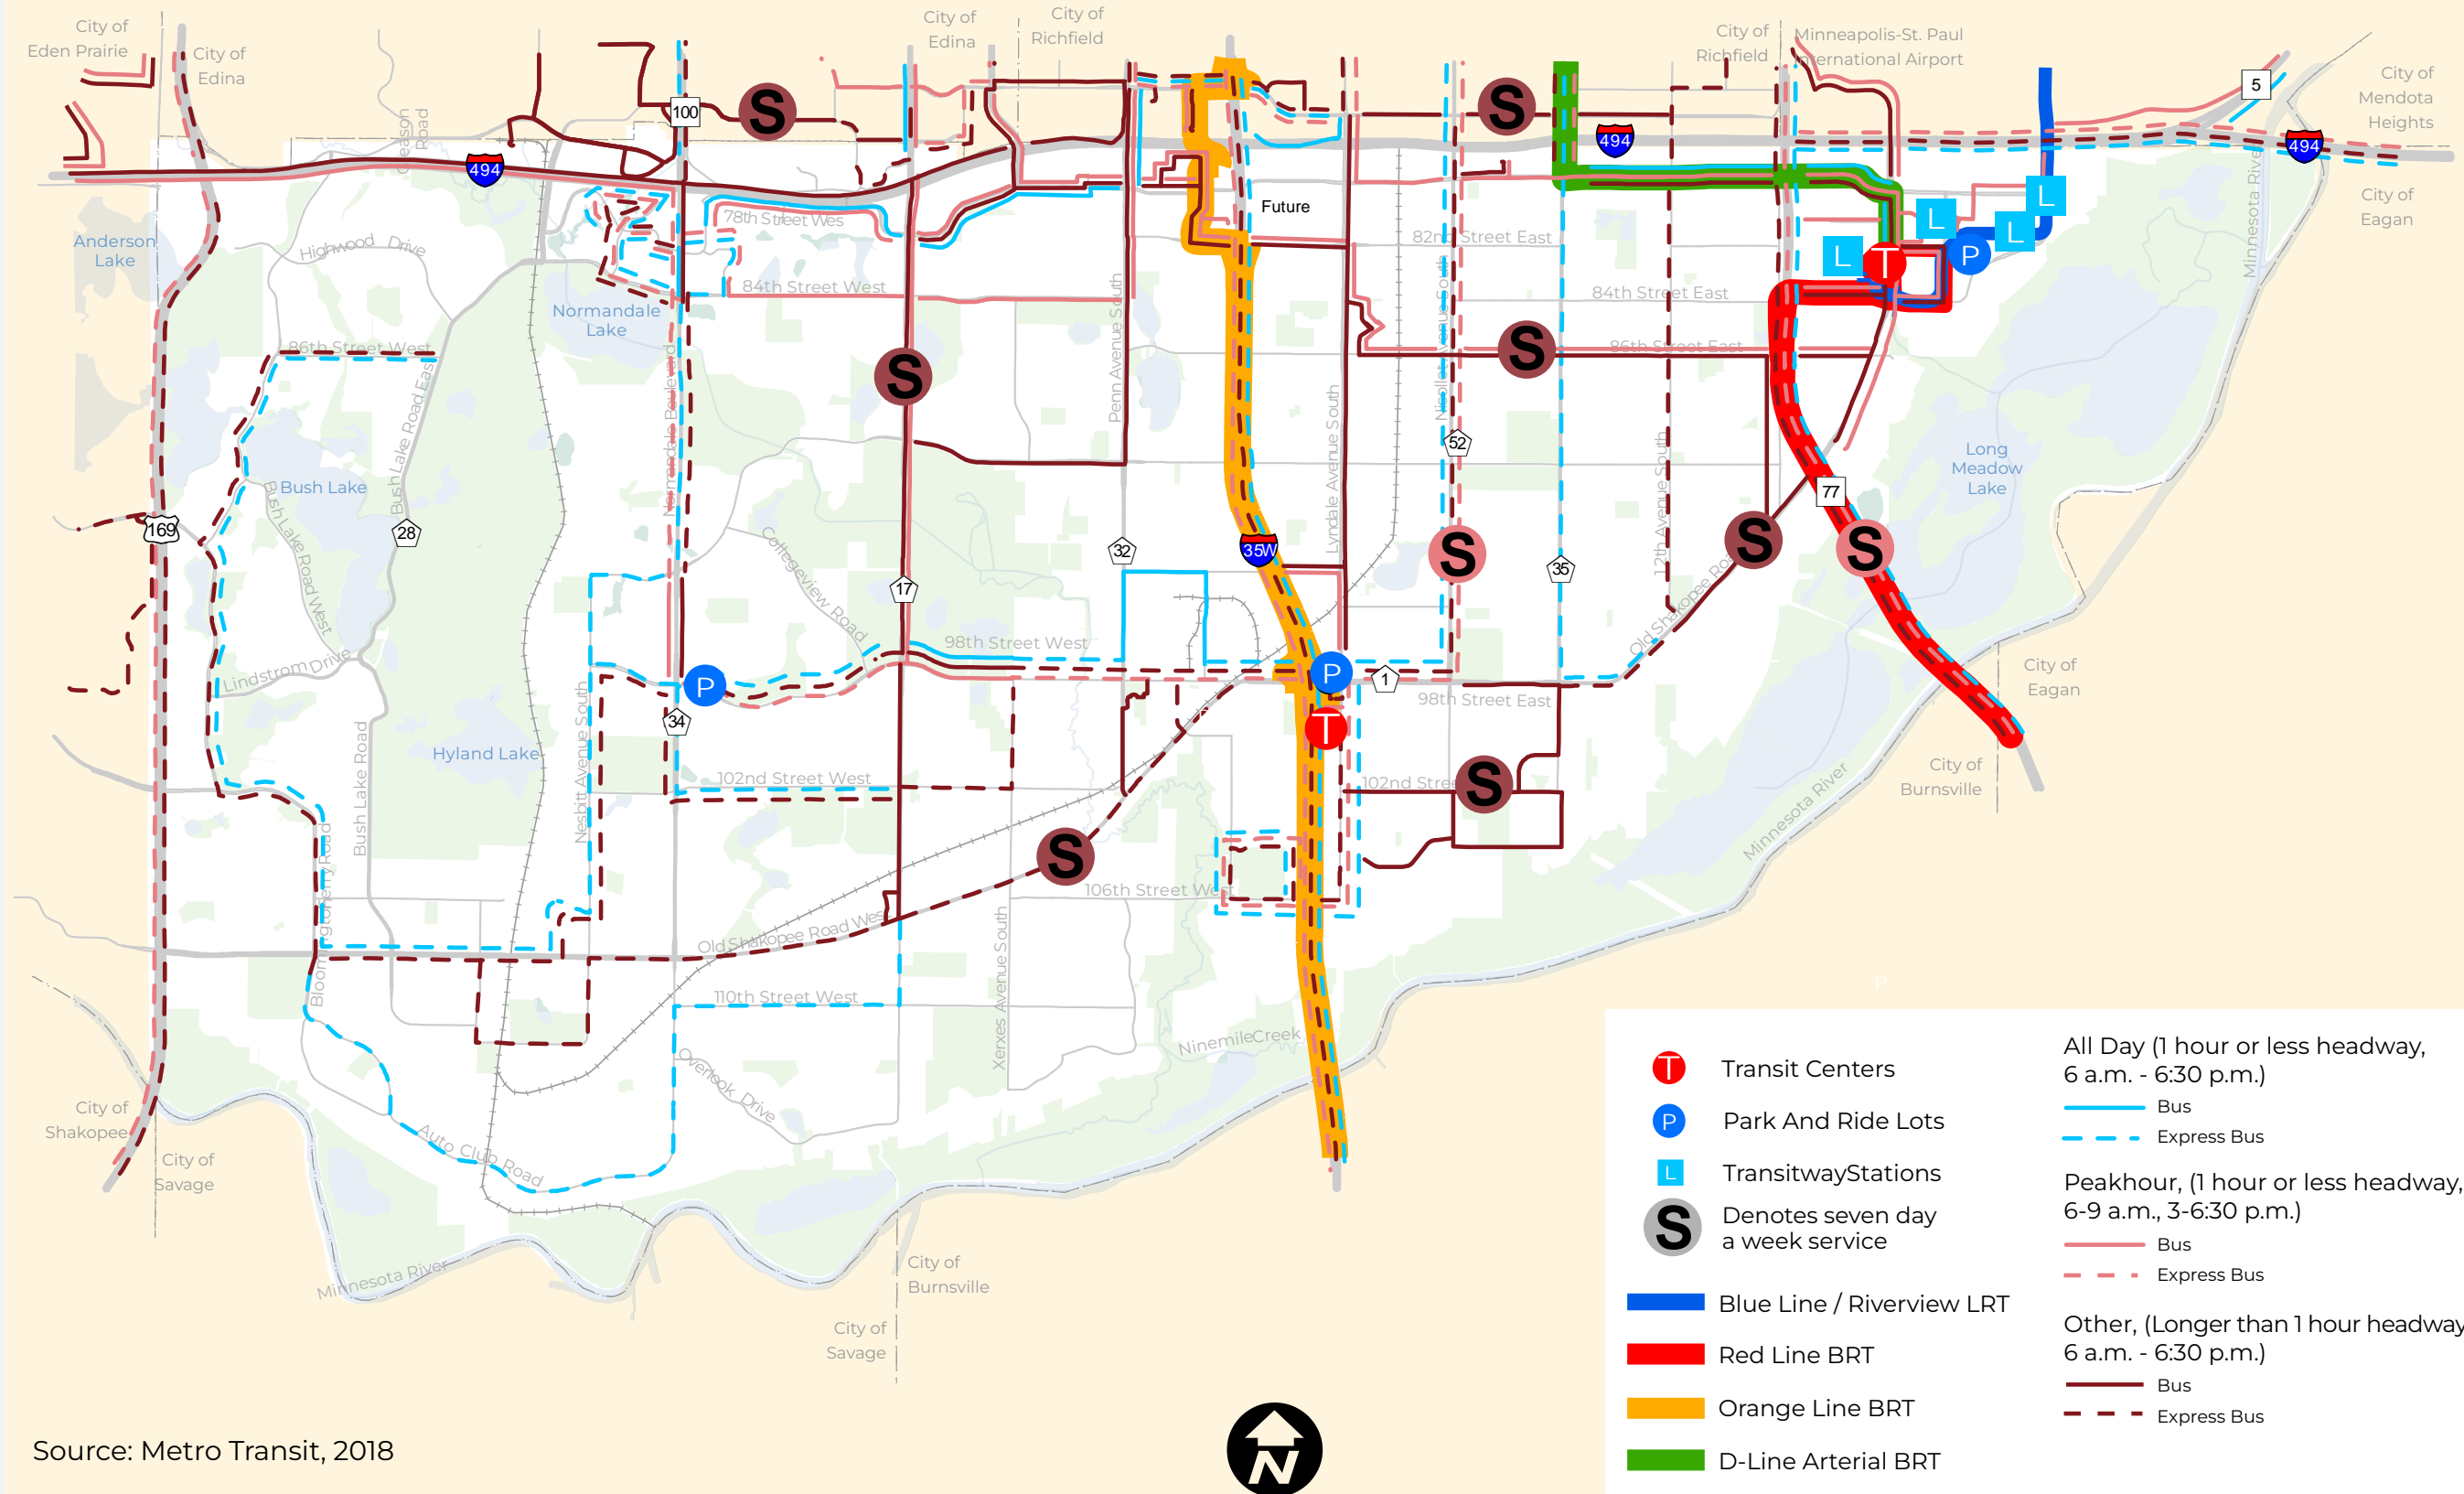 City of
Eden Prairie
City of
Edina
City of
Edina
City of
Richfield
City of
Richfield
Minneapolis-St. Paul
International Airport
City of
Mendota
Heights
City of
Eagan
Gleason
Road
100
S
S
494
494
494
5
Anderson
Lake
Highwood Drive
78th Street Wes
Future
82nd Street East
L
L
L
L
T
P
Minnesota River
84th Street West
84th Street East
Normandale
Lake
86th Street West
86th Street East
S
S
Bush Lake Road East
Normandale Boulevard
Penn Avenue South
Lyndale Avenue South
Nicollet Avenue South
12th Avenue South
52
Long
Meadow
Lake
Bush Lake
Bush Lake Road West
77
169
28
Collegeview Road
32
35W
S
35
S
S
17
Old Shakopee Roa
98th Street West
Lindstrom Drive
P
P
1
98th Street East
City of
Eagan
34
T
Nesbitt Avenue South
Hyland Lake
Bush Lake Road
102nd Street West
102nd Stree
S
City of
Burnsville
Minnesota River
S
Bloomington Ferry Road
106th Street West
Old Shakopee Road Wes
Xerxes Avenue South
110th Street West
NinemileCreek
Overlook Drive
City of
Shakopee
City of
Savage
Auto Club Road
Minnesota River
City of
Burnsville
City of
Savage
P
T Transit Centers
P Park And Ride Lots
L TransitwayStations
S Denotes seven day
a week service
Blue Line / Riverview LRT
Red Line BRT
Orange Line BRT
D-Line Arterial BRT
All Day (1 hour or less headway,
6 a.m. - 6:30 p.m.)
Bus
Express Bus
Peakhour, (1 hour or less headway,
6-9 a.m., 3-6:30 p.m.)
Bus
Express Bus
Other, (Longer than 1 hour headway
6 a.m. - 6:30 p.m.)
Bus
Express Bus
Source: Metro Transit, 2018
N